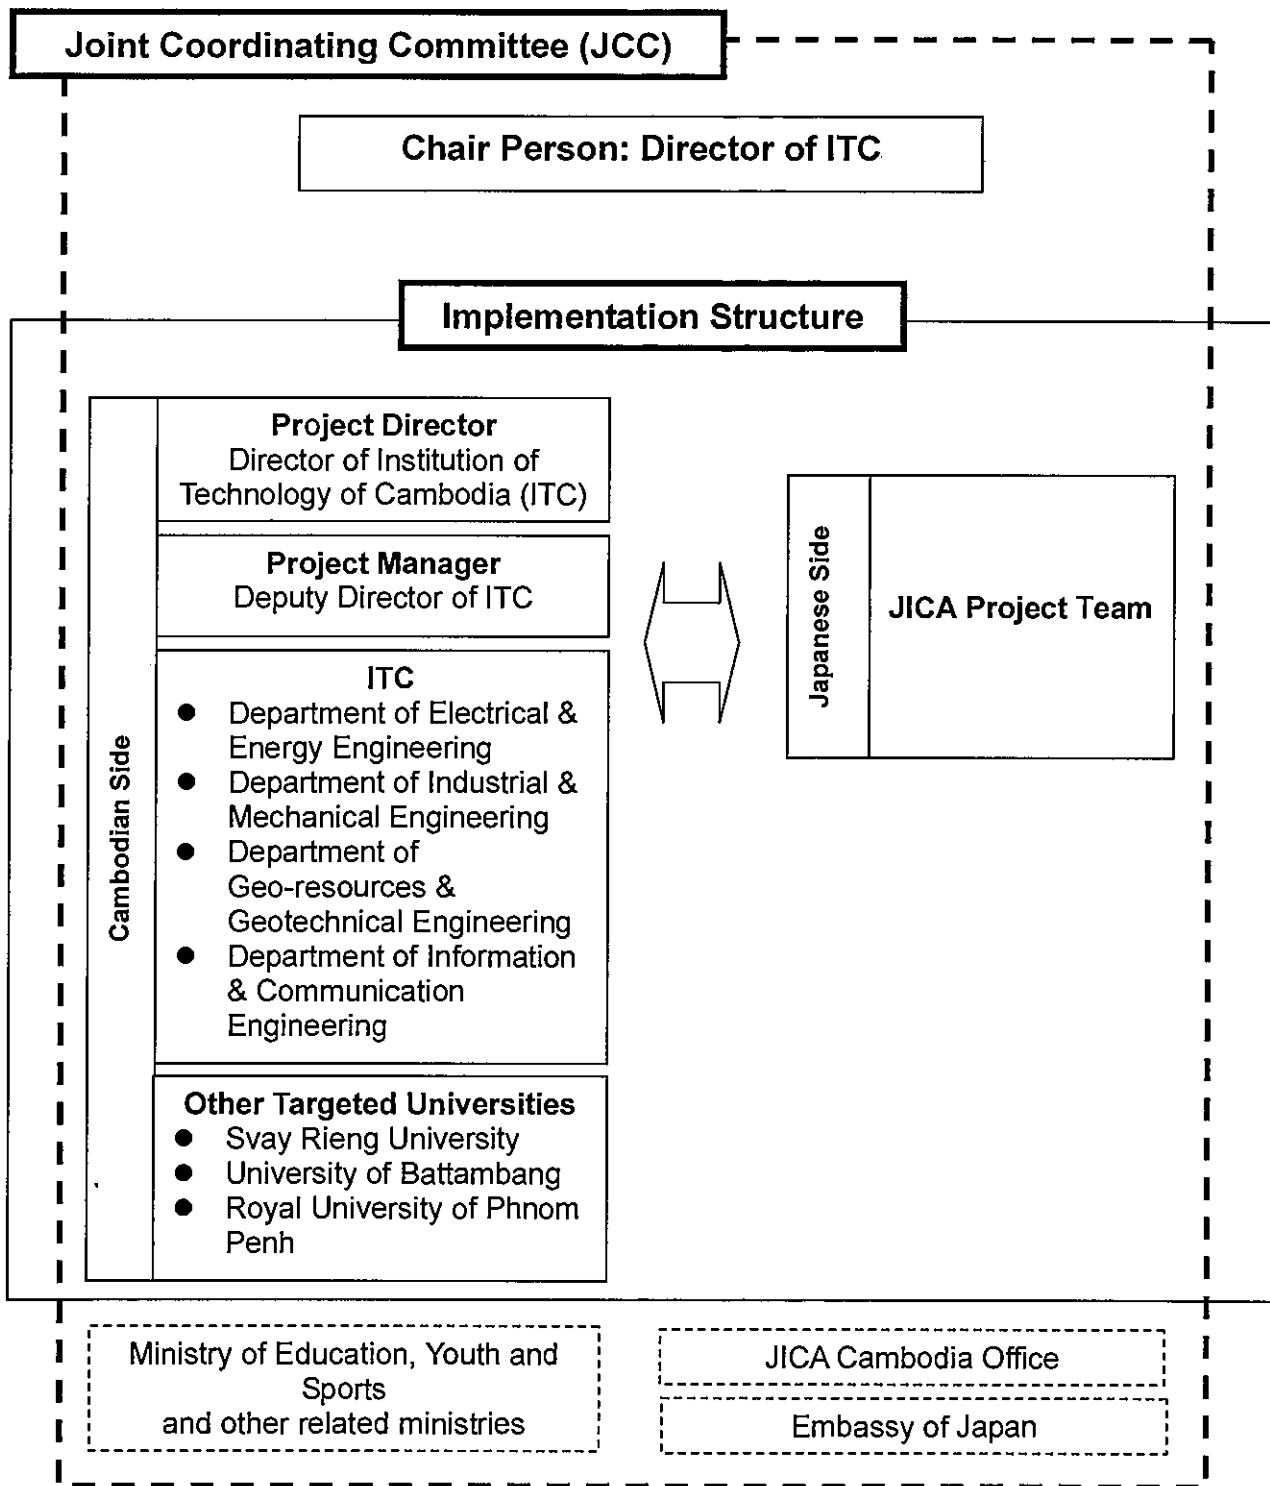 Joint Coordinating Committee (JCC)
Chair Person: Director of ITC
Implementation Structure
Cambodian Side
Project Director
Director of Institution of
Technology of Cambodia (ITC)
Project Manager
Deputy Director of ITC
ITC
● Department of Electrical &
Energy Engineering
● Department of Industrial &
Mechanical Engineering
● Department of
Geo-resources &
Geotechnical Engineering
● Department of Information
& Communication
Engineering
Other Targeted Universities
● Svay Rieng University
● University of Battambang
● Royal University of Phnom
Penh
Japanese Side
JICA Project Team
Ministry of Education, Youth and
Sports
and other related ministries
JICA Cambodia Office
Embassy of Japan